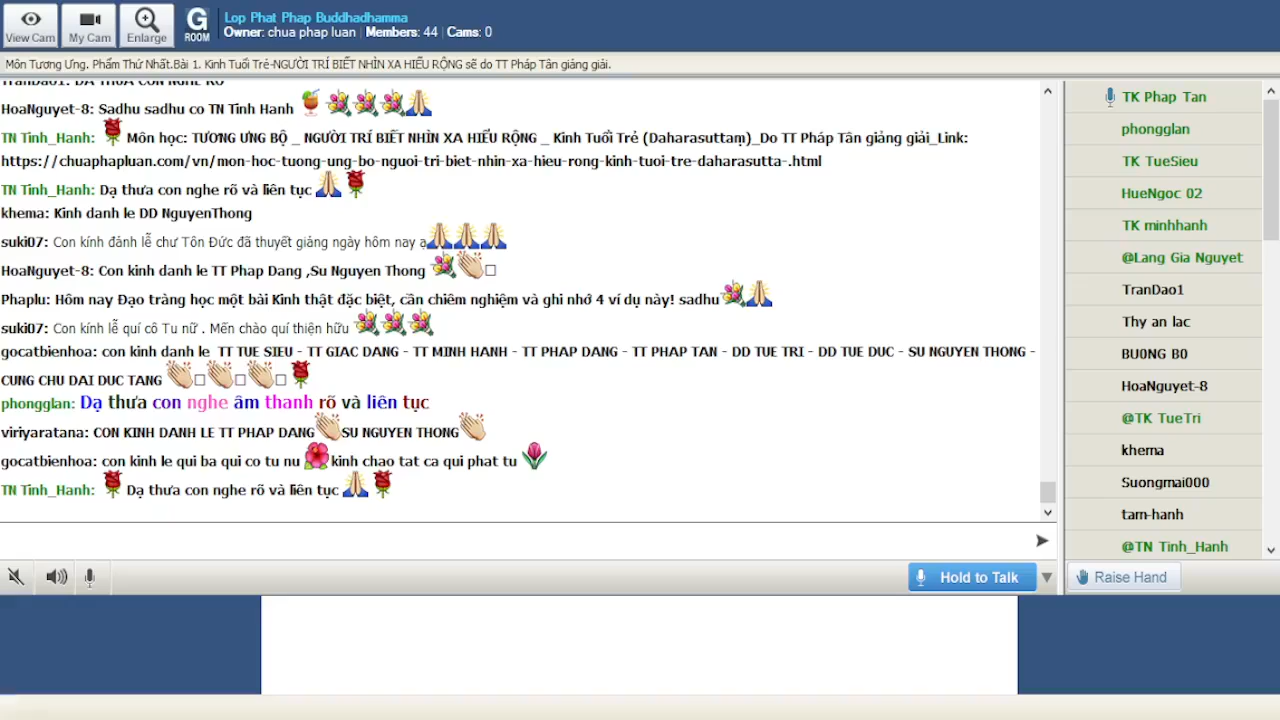 View Cam
My Cam
Enlarge
G ROOM
Lop Phat Phap Buddhadhamma
Owner: chua phap luan | Members: 44 | Cams: 0
Môn Tương Ưng. Phẩm Thứ Nhất.Bài 1. Kinh Tuổi Trẻ-NGƯỜI TRÍ BIẾT NHÌN XA HIỂU RỘNG sẽ do TT Pháp Tân giảng giải.
TranDao1: DA THUA CON NGHE RO
HoaNguyet-8: Sadhu sadhu co TN Tinh Hanh
TN Tinh_Hanh: Môn học: TƯƠNG ƯNG BỘ _ NGƯỜI TRÍ BIẾT NHÌN XA HIỂU RỘNG _ Kinh Tuổi Trẻ (Daharasuttaṃ)_Do TT Pháp Tân giảng giải_Link:
https://chuaphapluan.com/vn/mon-hoc-tuong-ung-bo-nguoi-tri-biet-nhin-xa-hieu-rong-kinh-tuoi-tre-daharasutta-.html
TN Tinh_Hanh: Dạ thưa con nghe rõ và liên tục
khema: Kinh danh le DD NguyenThong
suki07: Con kính đảnh lễ chư Tôn Đức đã thuyết giảng ngày hôm nay ạ
HoaNguyet-8: Con kinh danh le TT Phap Dang ,Su Nguyen Thong
Phaplu: Hôm nay Đạo tràng học một bài Kinh thật đặc biệt, cần chiêm nghiệm và ghi nhớ 4 ví dụ này! sadhu
suki07: Con kính lễ quí cô Tu nữ . Mến chào quí thiện hữu
gocatbienhoa: con kinh danh le TT TUE SIEU - TT GIAC DANG - TT MINH HANH - TT PHAP DANG - TT PHAP TAN - DD TUE TRI - DD TUE DUC - SU NGUYEN THONG -
CUNG CHU DAI DUC TANG
phongglan: Dạ thưa con nghe âm thanh rõ và liên tục
viriyaratana: CON KINH DANH LE TT PHAP DANG SU NGUYEN THONG
gocatbienhoa: con kinh le qui ba qui co tu nu kinh chao tat ca qui phat tu
TN Tinh_Hanh: Dạ thưa con nghe rõ và liên tục
Hold to Talk
TK Phap Tan
phongglan
TK TueSieu
HueNgoc 02
TK minhhanh
@Lang Gia Nguyet
TranDao1
Thy an lac
BU0NG B0
HoaNguyet-8
@TK TueTri
khema
Suongmai000
tam-hanh
@TN Tinh_Hanh
Raise Hand